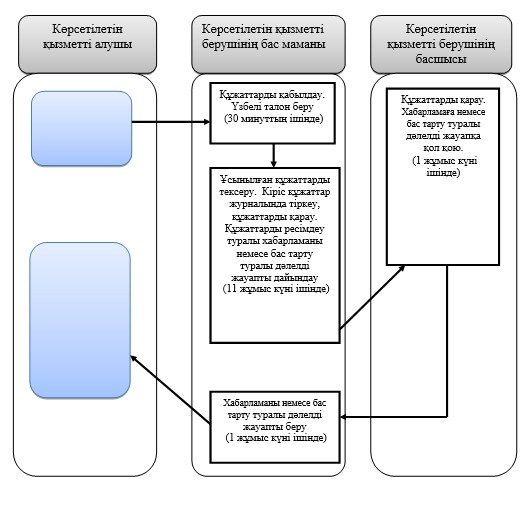 Көрсетілетін
қызметті алушы
Көрсетілетін қызметті
берушінің бас маманы
Көрсетілетін
қызметті берушінің
басшысы
Құжаттарды қабылдау.
Үзбелі талон беру
(30 минуттың ішінде)
Ұсынылған құжаттарды
тексеру. Кіріс құжаттар
журналында тіркеу,
құжаттарды қарау.
Құжаттарды ресімдеу
туралы хабарламаны
немесе бас тарту
туралы дәлелді
жауапты дайындау
(11 жұмыс күні ішінде)
Құжаттарды қарау.
Хабарламаға немесе
бас тарту туралы
дәлелді жауапқа
қол қою.
(1 жұмыс күні
ішінде)
Хабарламаны немесе бас
тарту туралы дәлелді
жауапты беру
(1 жұмыс күні ішінде)